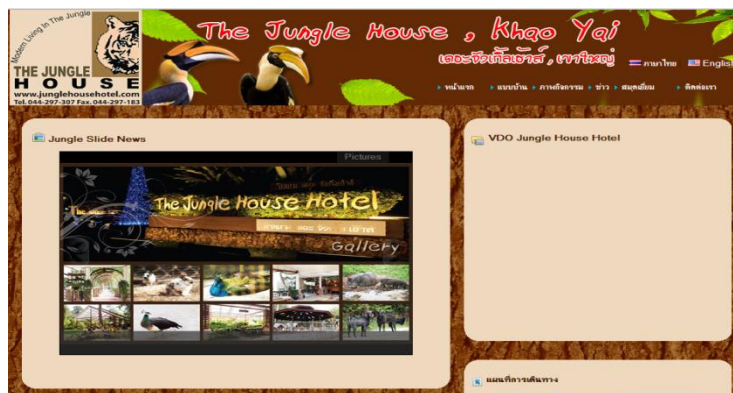 Modern Living In The Jungle
THE JUNGLE
HOUSE
www.junglehousehotel.com
Tel.044-297-307 Fax.044-297-183
The Jungle House , Khao Yai
เดอะจังเกิ้ลเฮ้าส์ , เขาใหญ่
ภาษาไทย
English
หน้าแรก
แบบบ้าน
ภาพกิจกรรม
ข่าว
สมุดเยี่ยม
ติดต่อเรา
Jungle Slide News
Pictures
The Jungle House Hotel
Gallery
VDO Jungle House Hotel
แผนที่การเดินทาง